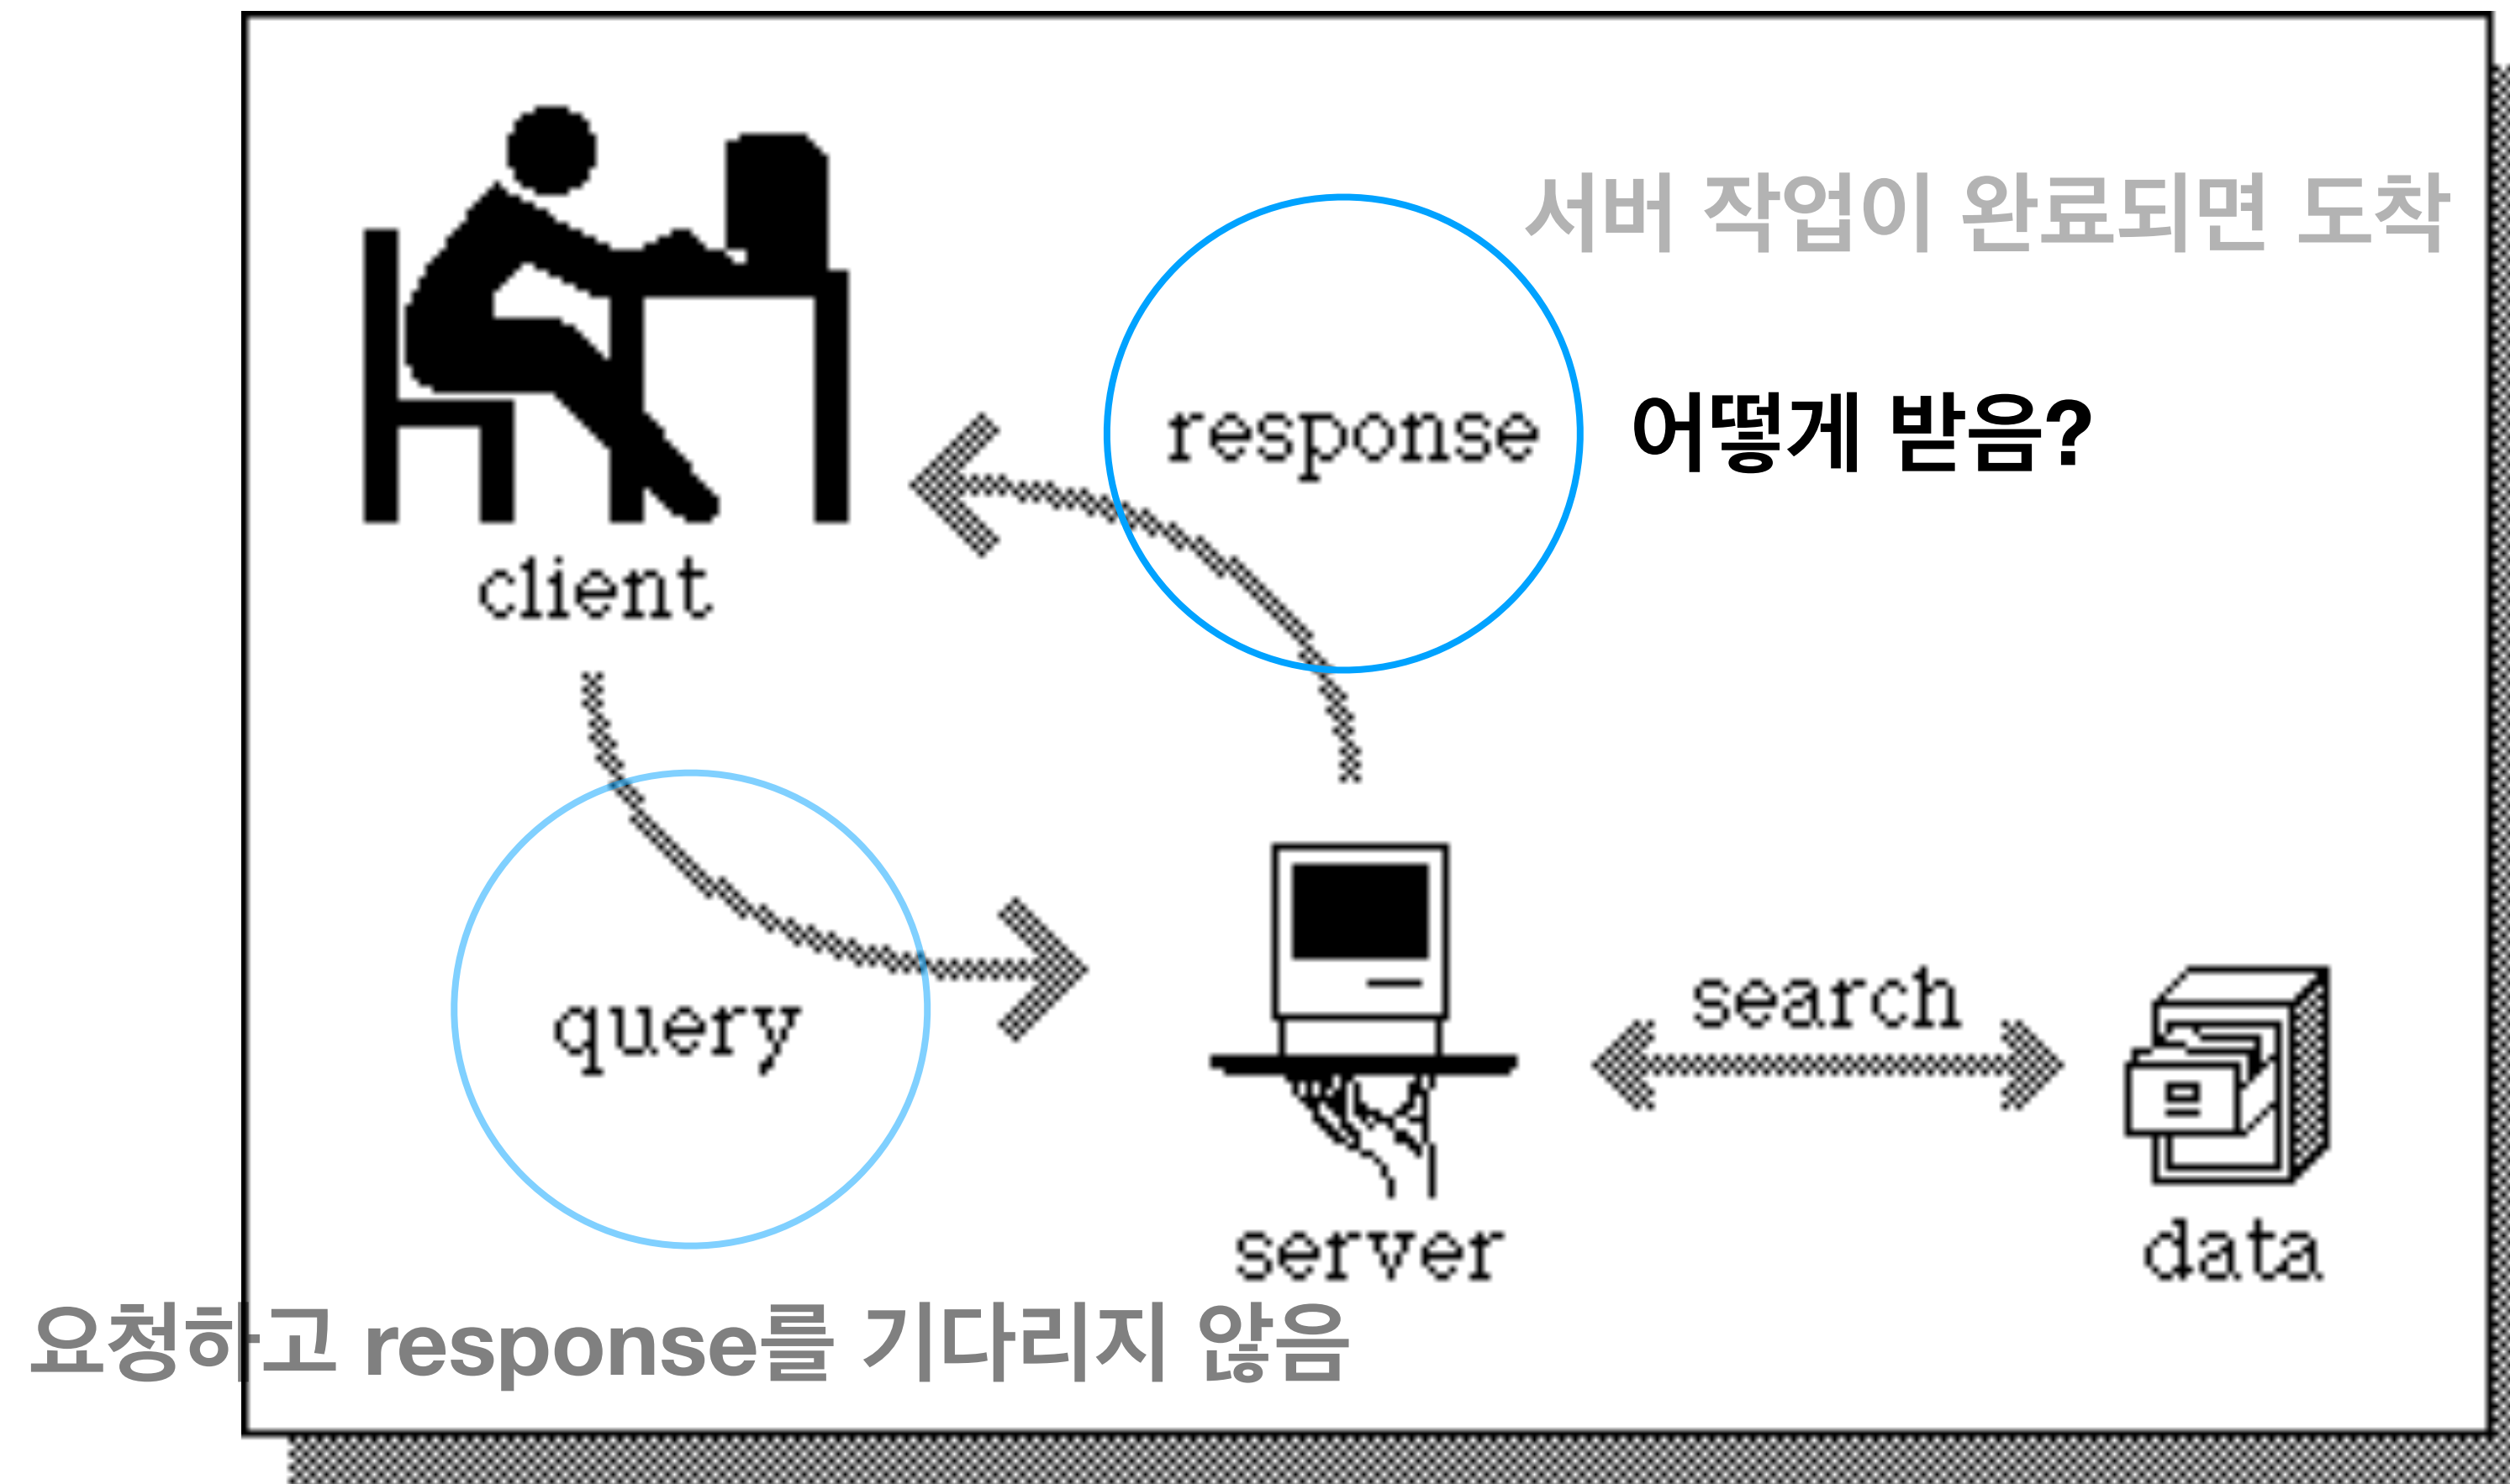 서버 작업이 완료되면 도착
response
어떻게 받음?
client
query
search
server
data
요청하고 response를 기다리지 않음